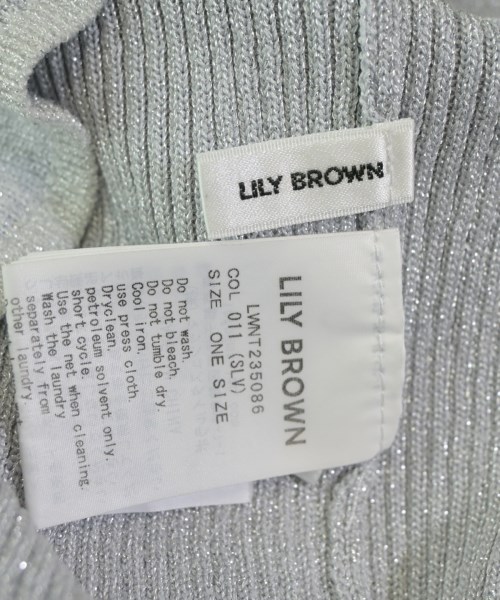 LILY BROWN
LILY BROWN
LWNT235086
COL 011 (SLV)
SIZE ONE SIZE
Do not wash.
Do not bleach.
Do not tumble dry.
Cool iron.
use press cloth.
Dryclean.
petroleum solvent only.
short cycle.
Use the net when cleaning.
Wash the laundry
separately from
other laundry.